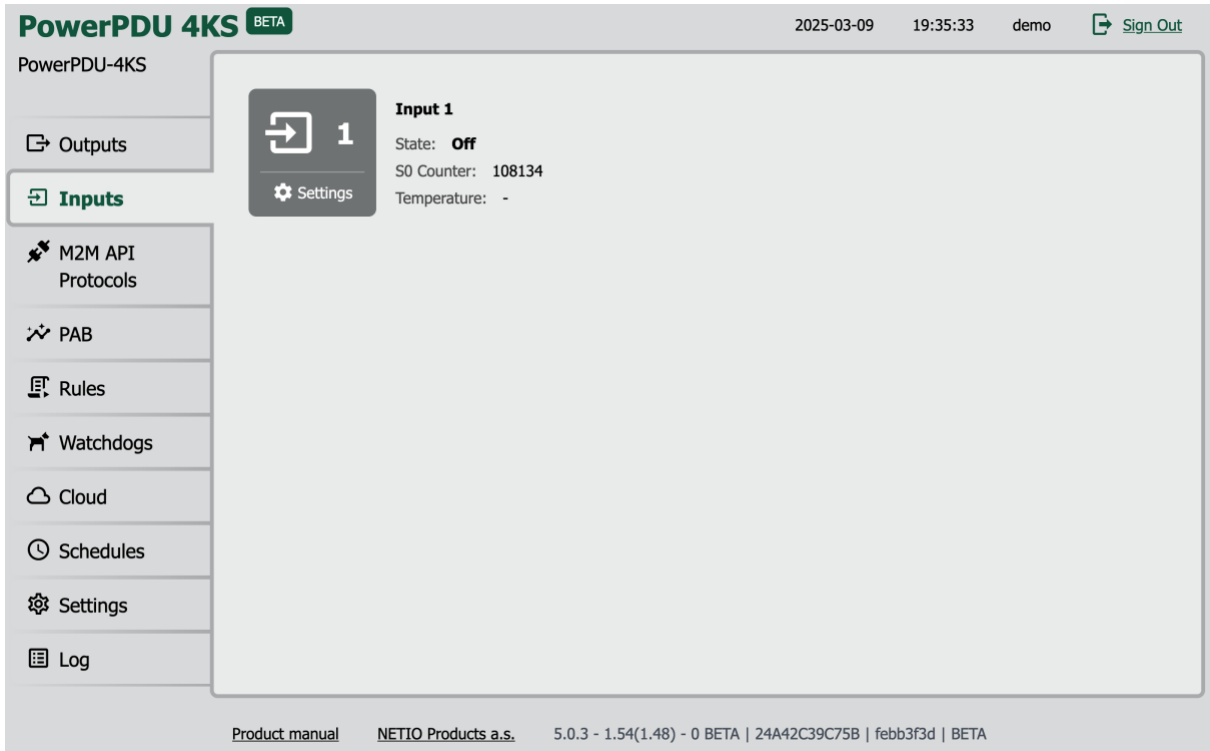 PowerPDU 4KS BETA 2025-03-09 19:35:33 demo Sign Out
PowerPDU-4KS
Outputs
Inputs
M2M API
Protocols
PAB
Rules
Watchdogs
Cloud
Schedules
Settings
Log
1
Settings
Input 1
State: Off
S0 Counter: 108134
Temperature: -
Product manual NETIO Products a.s. 5.0.3 - 1.54(1.48) - 0 BETA | 24A42C39C75B | febb3f3d | BETA